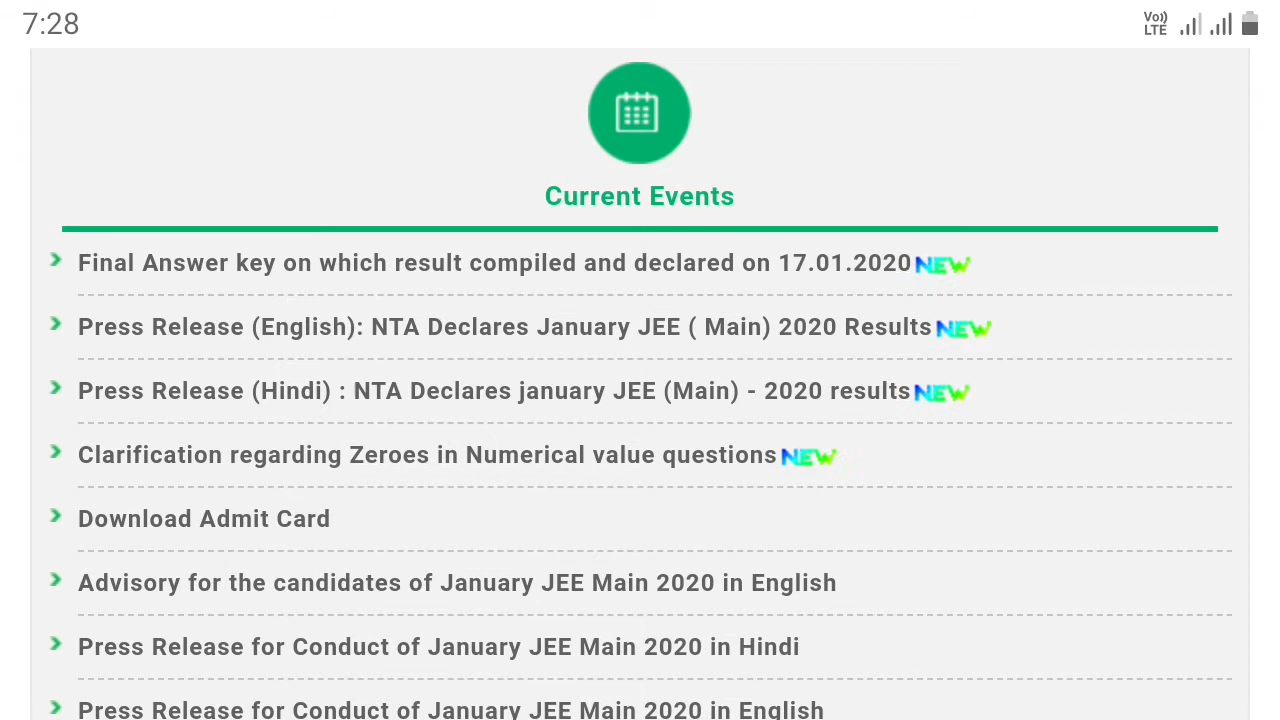 7:28
Vo))
LTE
Current Events
Final Answer key on which result compiled and declared on 17.01.2020 NEW
Press Release (English): NTA Declares January JEE ( Main) 2020 Results NEW
Press Release (Hindi) : NTA Declares january JEE (Main) - 2020 results NEW
Clarification regarding Zeroes in Numerical value questions NEW
Download Admit Card
Advisory for the candidates of January JEE Main 2020 in English
Press Release for Conduct of January JEE Main 2020 in Hindi
Press Release for Conduct of January JEE Main 2020 in English